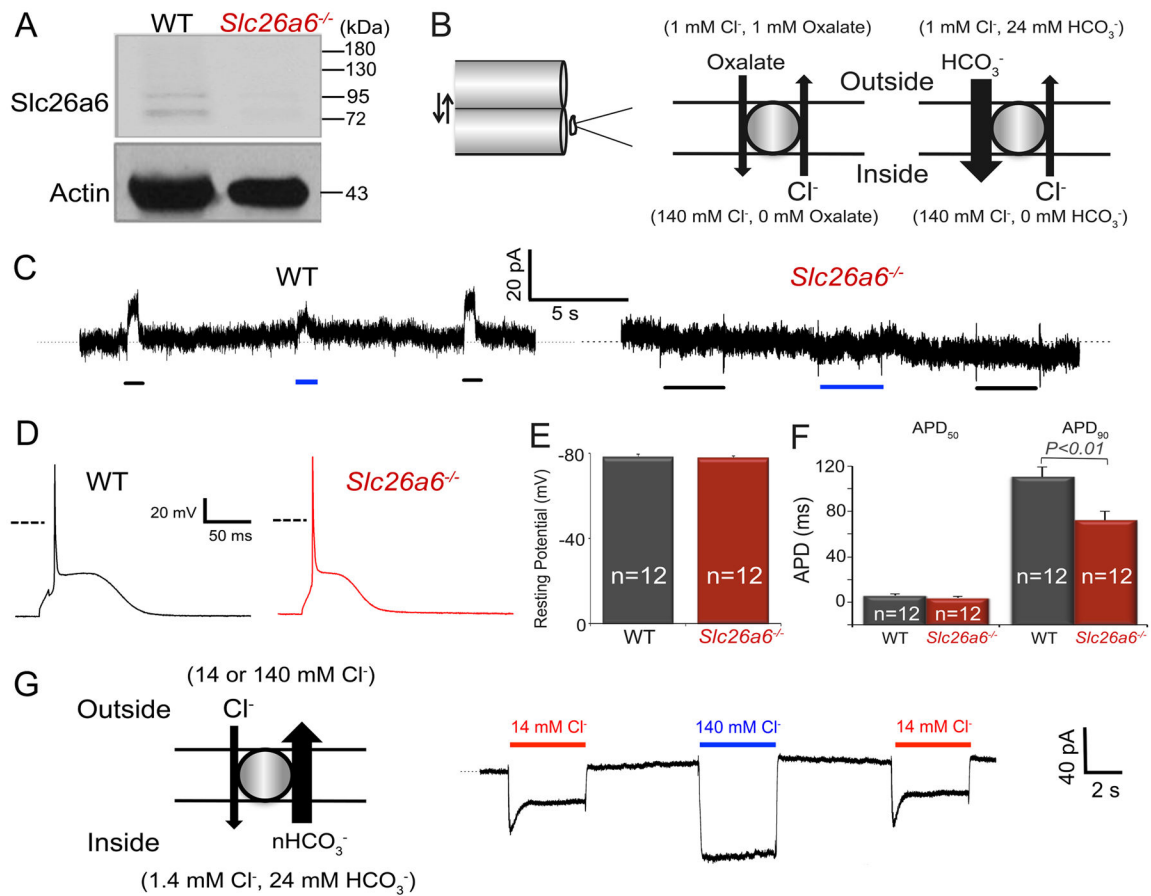 A
WT Slc26a6-/- (kDa)
180
130
Slc26a6
95
72
Actin
43
B
(1 mM Cl-, 1 mM Oxalate) (1 mM Cl-, 24 mM HCO3-)
Oxalate HCO3-
Outside
Inside
Cl- Cl-
(140 mM Cl-, 0 mM Oxalate) (140 mM Cl-, 0 mM HCO3-)
C
WT
20 pA
5 s
Slc26a6-/-
D
WT
20 mV
50 ms
Slc26a6-/-
E
Resting Potential (mV)
-80
-40
0
n=12 n=12
WT Slc26a6-/-
F
APD50 APD90
P<0.01
APD (ms)
120
80
40
0
n=12 n=12 n=12 n=12
WT Slc26a6-/- WT Slc26a6-/-
G
(14 or 140 mM Cl-)
Outside Cl-
Inside nHCO3-
(1.4 mM Cl-, 24 mM HCO3-)
14 mM Cl- 140 mM Cl- 14 mM Cl-
40 pA
2 s